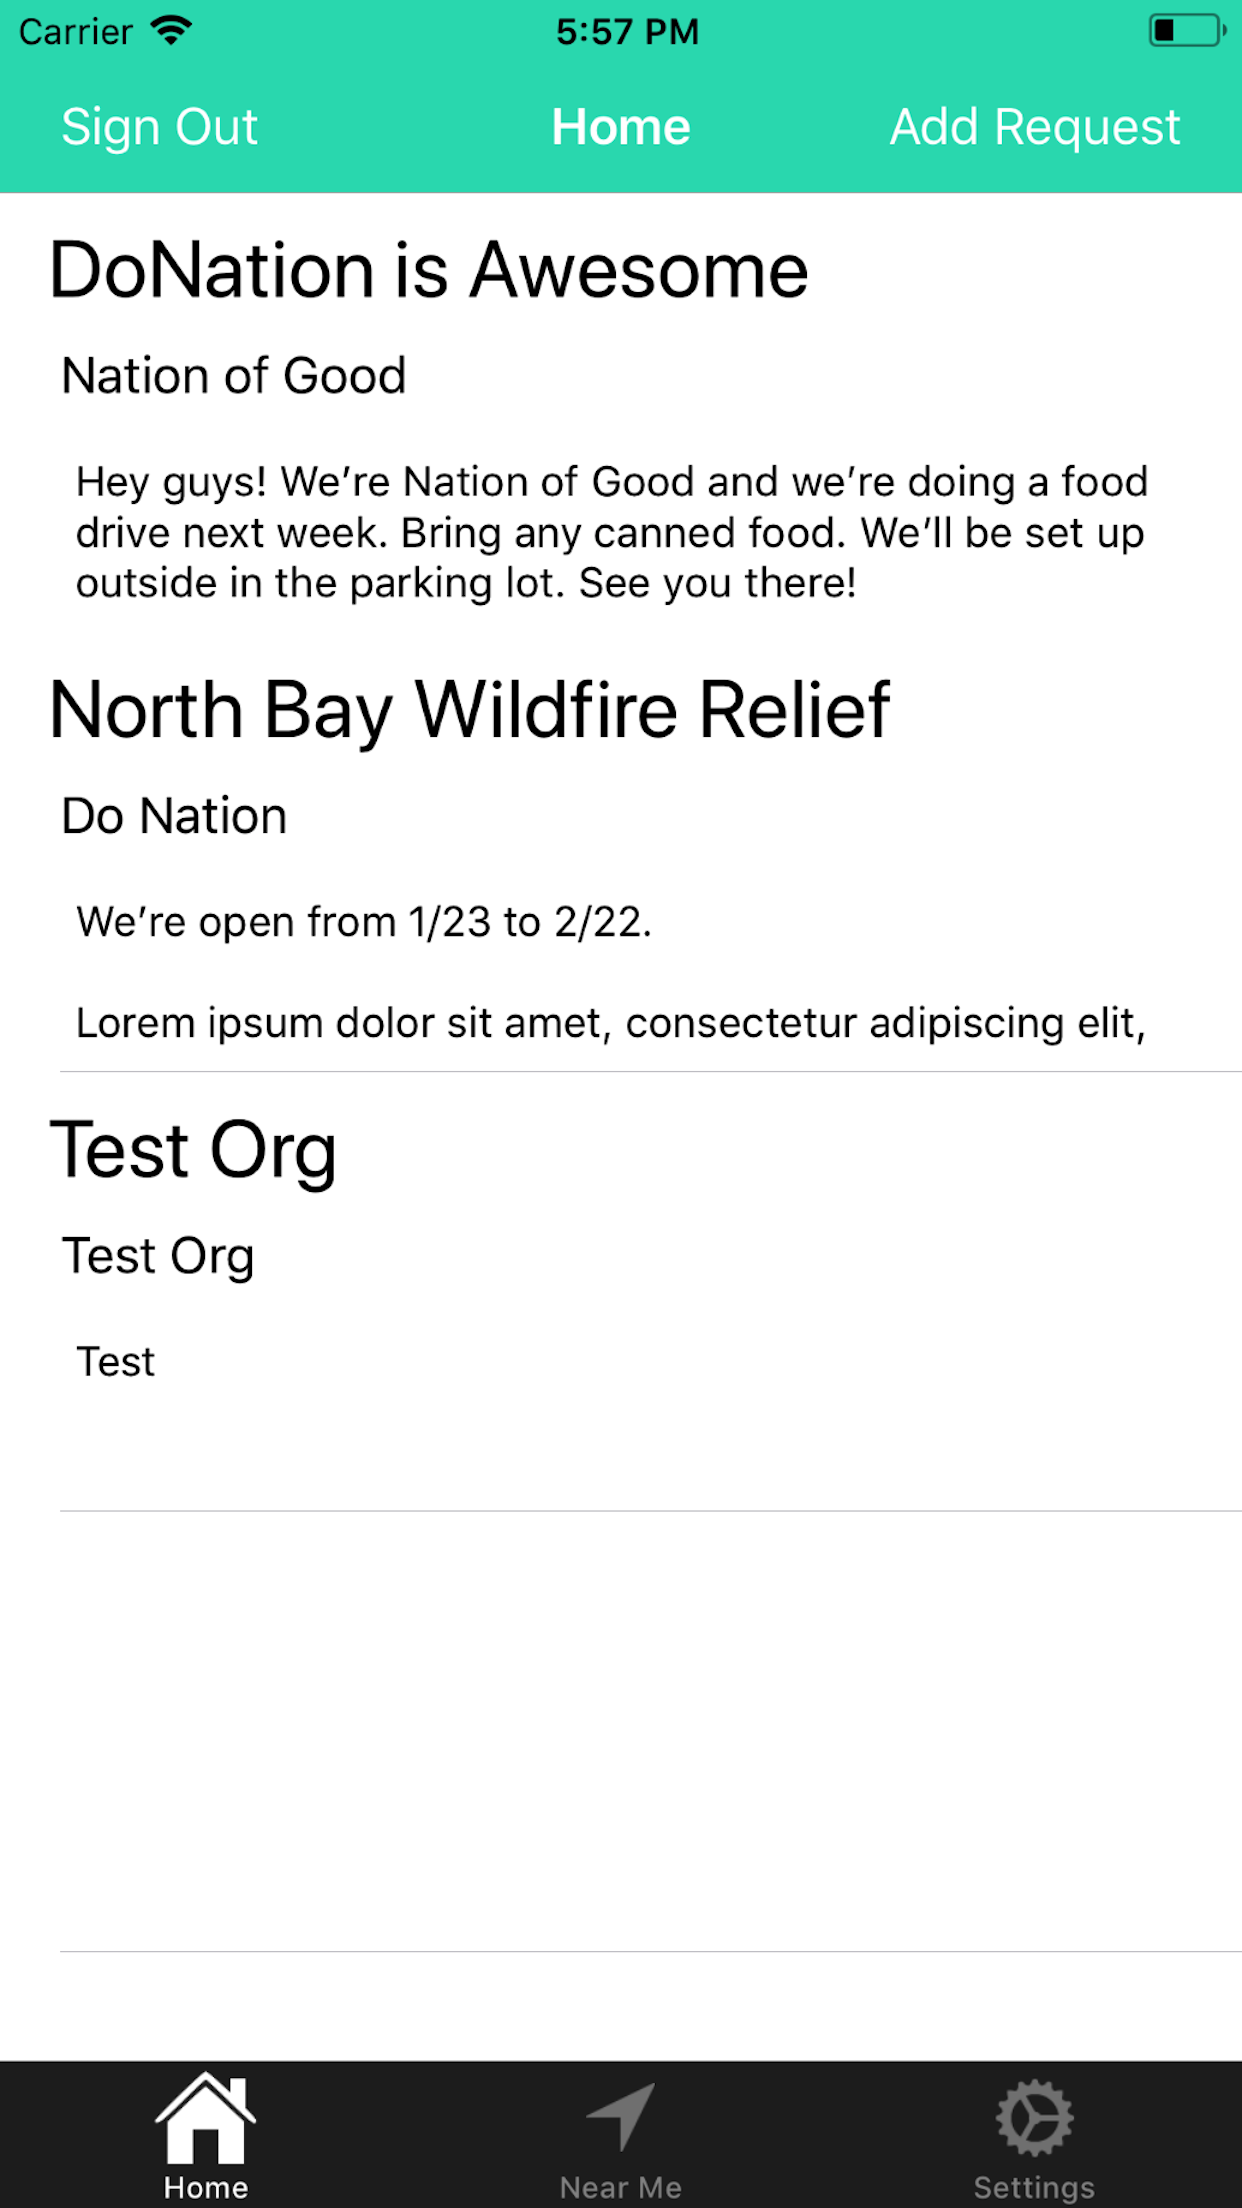 Carrier 5:57 PM
Sign Out Home Add Request
DoNation is Awesome
Nation of Good
Hey guys! We’re Nation of Good and we’re doing a food
drive next week. Bring any canned food. We’ll be set up
outside in the parking lot. See you there!
North Bay Wildfire Relief
Do Nation
We’re open from 1/23 to 2/22.
Lorem ipsum dolor sit amet, consectetur adipiscing elit,
Test Org
Test Org
Test
Home Near Me Settings